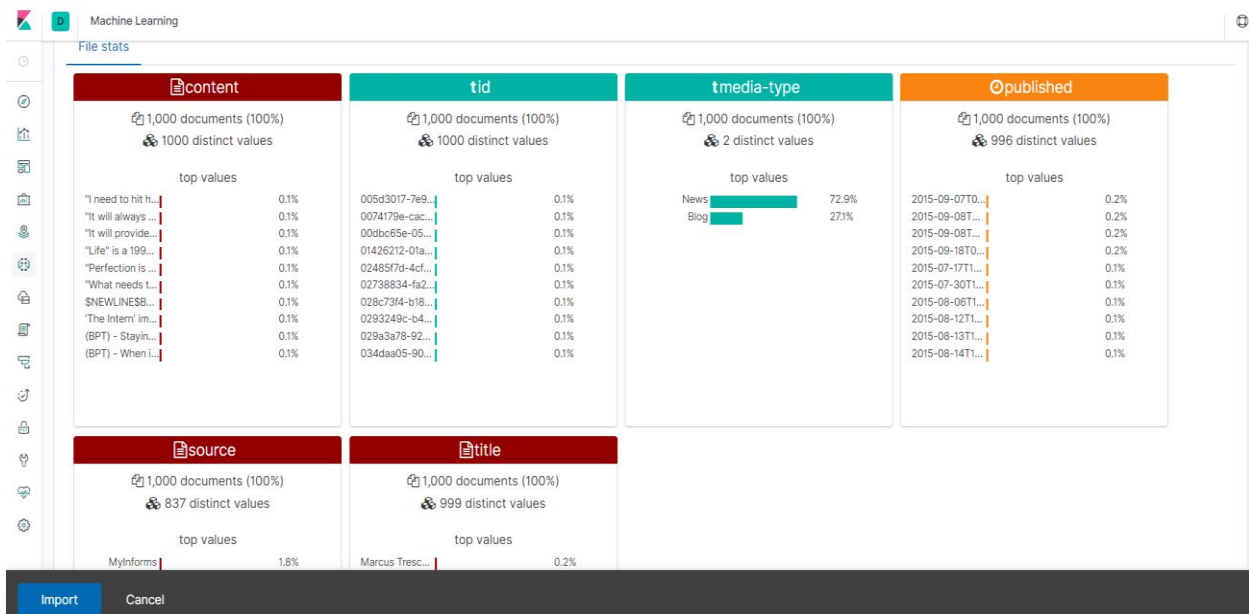 D Machine Learning
File stats
content
1,000 documents (100%)
1000 distinct values
top values
"I need to hit h... 0.1%
"It will always ... 0.1%
"It will provide... 0.1%
"Life" is a 199... 0.1%
"Perfection is ... 0.1%
"What needs t... 0.1%
$NEWLINE$B... 0.1%
'The Intern' im... 0.1%
(BPT) - Stayin... 0.1%
(BPT) - When i... 0.1%
t id
1,000 documents (100%)
1000 distinct values
top values
005d3017-7e9... 0.1%
0074179e-cac... 0.1%
00dbc65e-05... 0.1%
01426212-01a... 0.1%
02485f7d-4cf... 0.1%
02738834-fa2... 0.1%
028c73f4-b18... 0.1%
0293249c-b4... 0.1%
029a3a78-92... 0.1%
034daa05-90... 0.1%
t media-type
1,000 documents (100%)
2 distinct values
top values
News 72.9%
Blog 27.1%
published
1,000 documents (100%)
996 distinct values
top values
2015-09-07T0... 0.2%
2015-09-08T... 0.2%
2015-09-08T... 0.2%
2015-09-18T0... 0.2%
2015-07-17T1... 0.1%
2015-07-30T1... 0.1%
2015-08-06T1... 0.1%
2015-08-12T1... 0.1%
2015-08-13T1... 0.1%
2015-08-14T1... 0.1%
source
1,000 documents (100%)
837 distinct values
top values
MyInforms 1.8%
title
1,000 documents (100%)
999 distinct values
top values
Marcus Tresc... 0.2%
Import Cancel